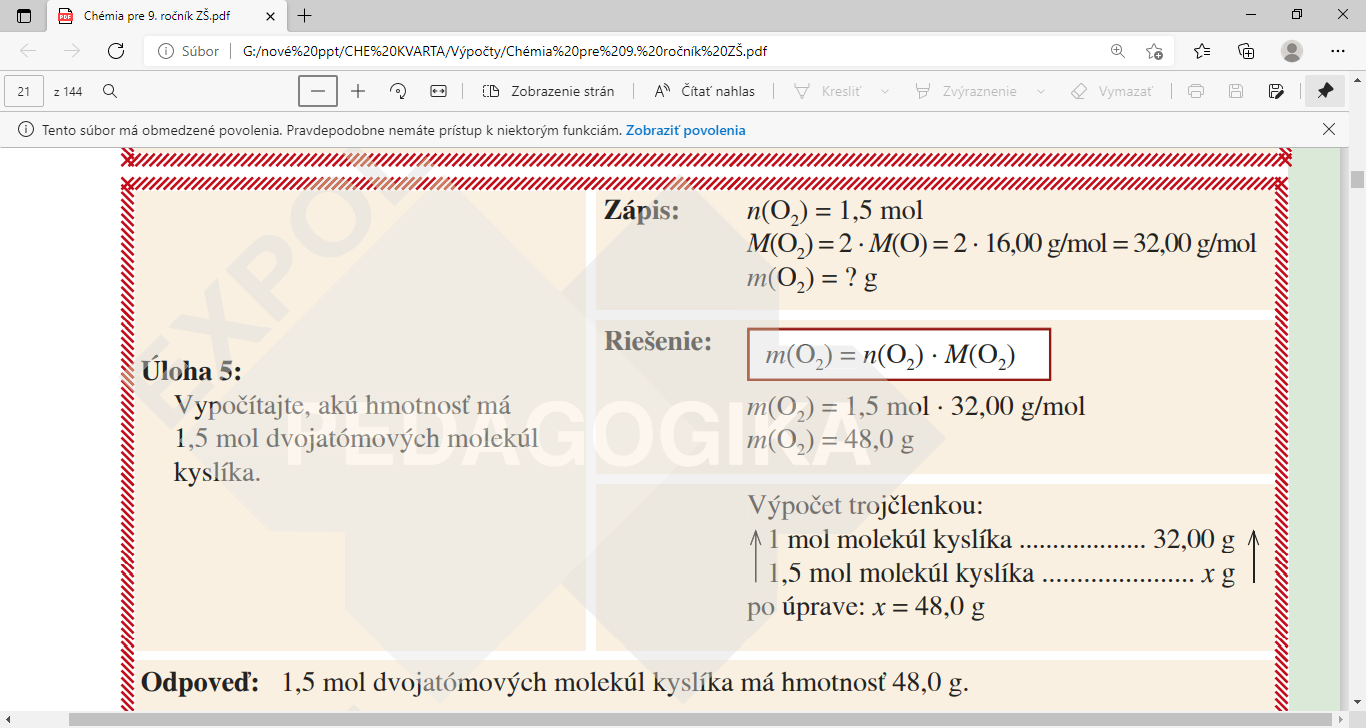 Chémia pre 9. ročník ZŠ.pdf
Súbor
G:/nové%20ppt/CHE%20KVARTA/Výpočty/Chémia%20pre%209.%20ročník%20ZŠ.pdf
21 z 144
Zobrazenie strán
Čítať nahlas
Kresliť
Zvýraznenie
Vymazať
Tento súbor má obmedzené povolenia. Pravdepodobne nemáte prístup k niektorým funkciám. Zobraziť povolenia
EXPOL
PEDAGOGIKA
Úloha 5:
Vypočítajte, akú hmotnosť má
1,5 mol dvojatómových molekúl
kyslíka.
Zápis: n(O₂) = 1,5 mol
M(O₂) = 2 · M(O) = 2 · 16,00 g/mol = 32,00 g/mol
m(O₂) = ? g
Riešenie: m(O₂) = n(O₂) · M(O₂)
m(O₂) = 1,5 mol · 32,00 g/mol
m(O₂) = 48,0 g
Výpočet trojčlenkou:
1 mol molekúl kyslíka ................... 32,00 g
1,5 mol molekúl kyslíka ....................... x g
po úprave: x = 48,0 g
Odpoveď: 1,5 mol dvojatómových molekúl kyslíka má hmotnosť 48,0 g.